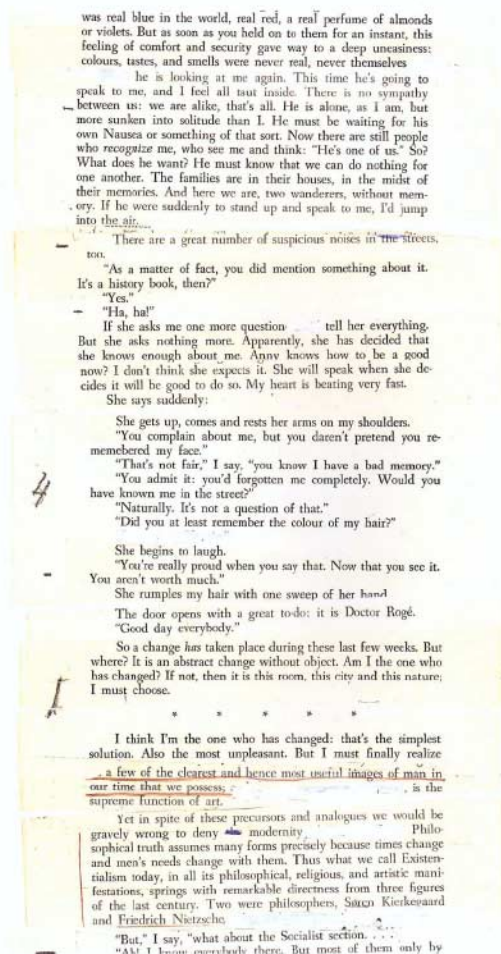 was real blue in the world, real red, a real perfume of almonds
or violets. But as soon as you held on to them for an instant, this
feeling of comfort and security gave way to a deep uneasiness:
colours, tastes, and smells were never real, never themselves
he is looking at me again. This time he's going to
speak to me, and I feel all taut inside. There is no sympathy
between us: we are alike, that's all. He is alone, as I am, but
more sunken into solitude than I. He must be waiting for his
own Nausea or something of that sort. Now there are still people
who recognize me, who see me and think: "He's one of us." So?
What does he want? He must know that we can do nothing for
one another. The families are in their houses, in the midst of
their memories. And here we are, two wanderers, without mem-
ory. If he were suddenly to stand up and speak to me, I'd jump
into the air.
There are a great number of suspicious noises in the streets,
too.
"As a matter of fact, you did mention something about it.
It's a history book, then?"
"Yes."
"Ha, ha!"
If she asks me one more question tell her everything.
But she asks nothing more. Apparently, she has decided that
she knows enough about me. Anny knows how to be a good
now? I don't think she expects it. She will speak when she de-
cides it will be good to do so. My heart is beating very fast.
She says suddenly:
She gets up, comes and rests her arms on my shoulders.
"You complain about me, but you daren't pretend you re-
memebered my face."
"That's not fair," I say, "you know I have a bad memory."
"You admit it: you'd forgotten me completely. Would you
have known me in the street?"
"Naturally. It's not a question of that."
"Did you at least remember the colour of my hair?"
4
She begins to laugh.
"You're really proud when you say that. Now that you see it.
You aren't worth much."
She rumples my hair with one sweep of her hand
The door opens with a great to-do: it is Doctor Rogé.
"Good day everybody."
So a change has taken place during these last few weeks. But
where? It is an abstract change without object. Am I the one who
has changed? If not, then it is this room, this city and this nature;
I must choose.
* * * * *
I think I'm the one who has changed: that's the simplest
solution. Also the most unpleasant. But I must finally realize
a few of the clearest and hence most useful images of man in
our time that we possess; is the
supreme function of art.
Yet in spite of these precursors and analogues we would be
gravely wrong to deny modernity Philo-
sophical truth assumes many forms precisely because times change
and men's needs change with them. Thus what we call Existen-
tialism today, in all its philosophical, religious, and artistic mani-
festations, springs with remarkable directness from three figures
of the last century. Two were philosophers, Søren Kierkegaard
and Friedrich Nietzsche,
"But," I say, "what about the Socialist section. . . .
"Ah! I know everybody there. But most of them only by